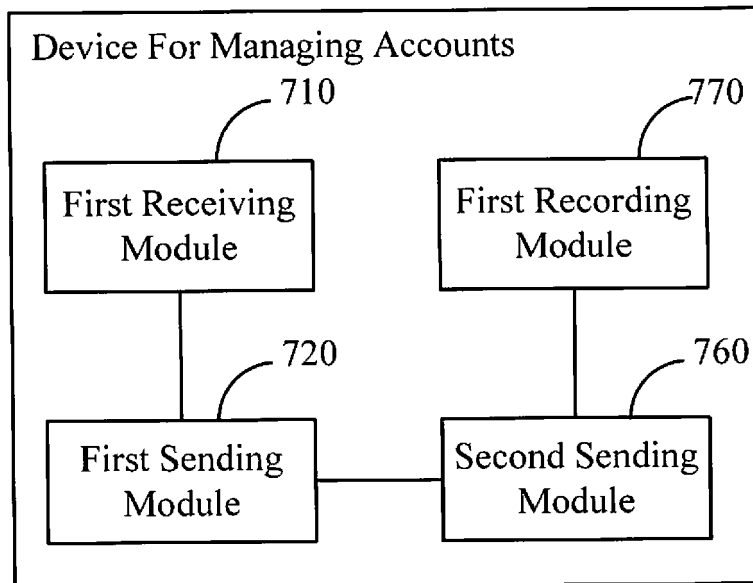 Device For Managing Accounts
710
770
First Receiving
Module
First Recording
Module
720
760
First Sending
Module
Second Sending
Module